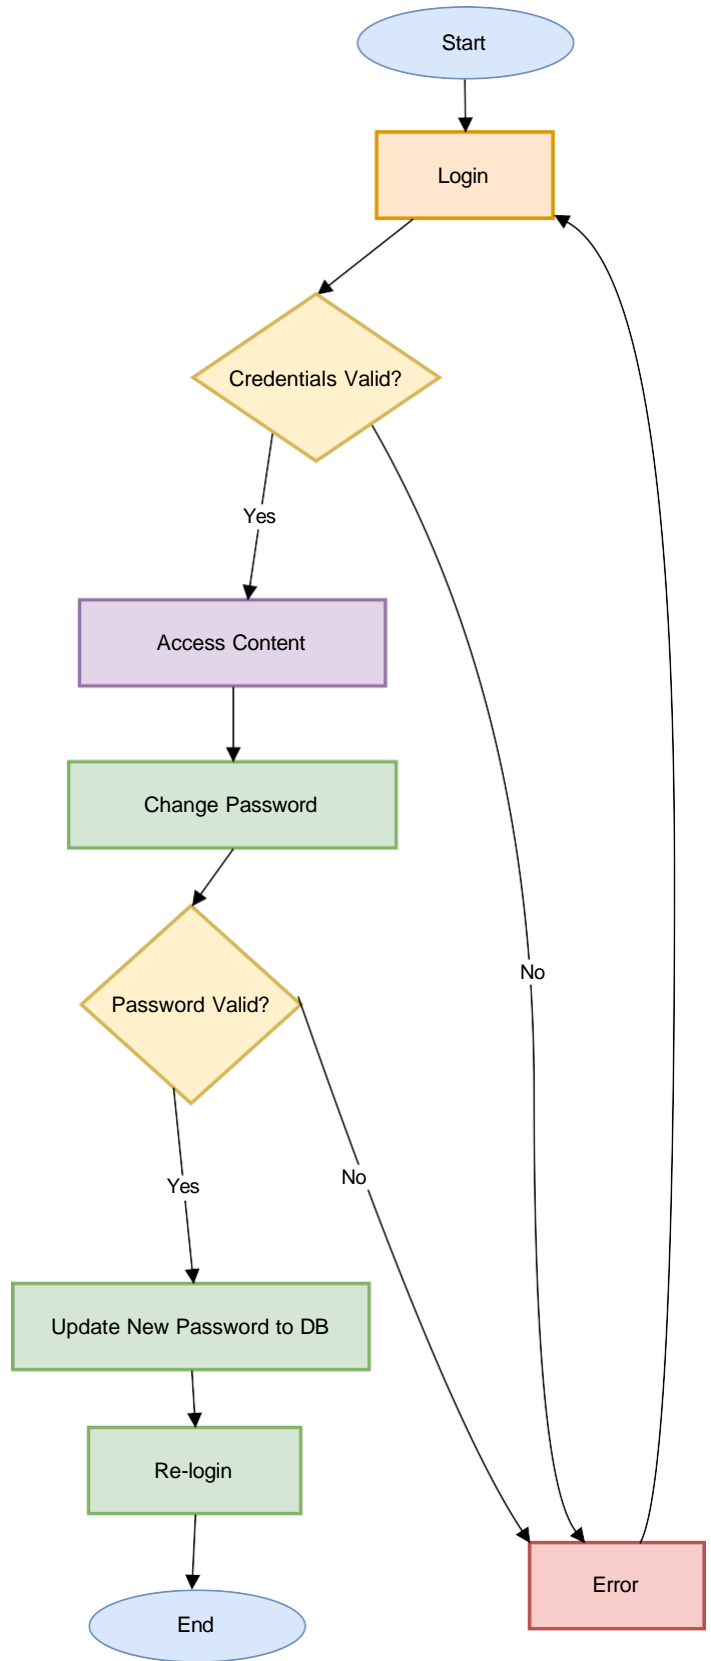 Start
Login
Credentials Valid?
Yes
Access Content
Change Password
No
Password Valid?
No
Yes
Update New Password to DB
Re-login
Error
End